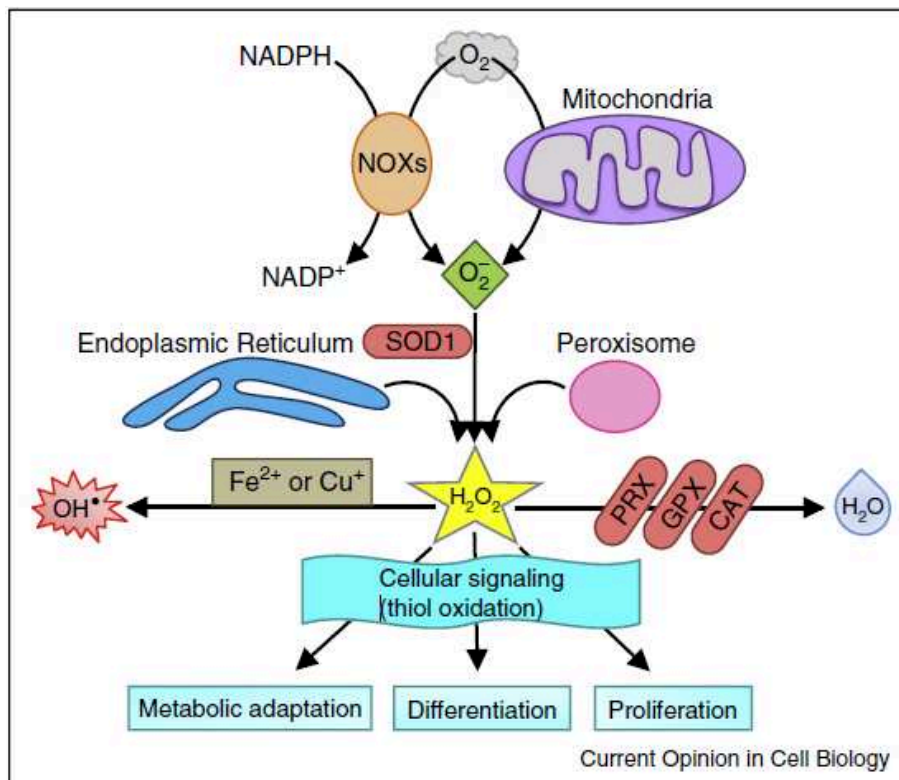 NADPH
O₂
Mitochondria
NOXs
NADP⁺
O₂⁻
Endoplasmic Reticulum
SOD1
Peroxisome
Fe²⁺ or Cu⁺
OH•
H₂O₂
PRX
GPX
CAT
H₂O
Cellular signaling
(thiol oxidation)
Metabolic adaptation
Differentiation
Proliferation
Current Opinion in Cell Biology